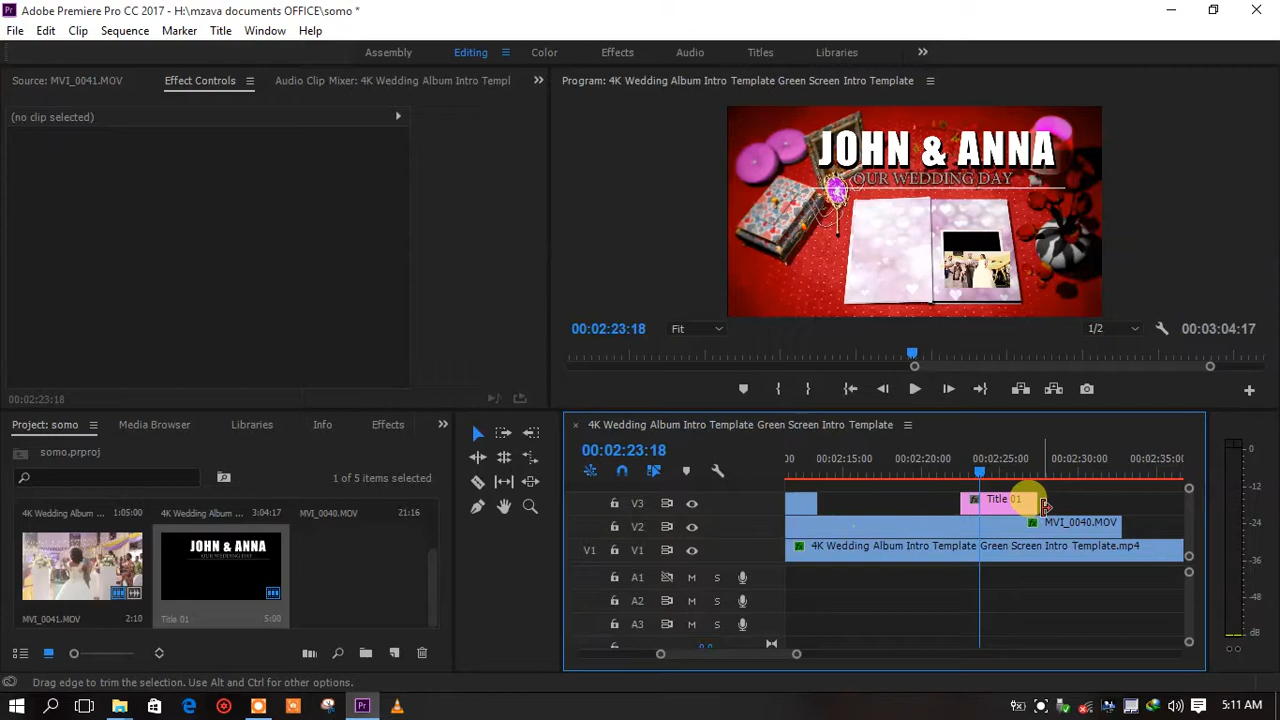 Adobe Premiere Pro CC 2017 - H:\mzava documents OFFICE\somo *
File Edit Clip Sequence Marker Title Window Help
Assembly Editing Color Effects Audio Titles Libraries
Source: MVI_0041.MOV Effect Controls Audio Clip Mixer: 4K Wedding Album Intro Templ
Program: 4K Wedding Album Intro Template Green Screen Intro Template
(no clip selected)
JOHN & ANNA
OUR WEDDING DAY
00:02:23:18 Fit 1/2 00:03:04:17
00:02:23:18
Project: somo Media Browser Libraries Info Effects
4K Wedding Album Intro Template Green Screen Intro Template
somo.prproj
1 of 5 items selected
00:02:23:18
:00 00:02:15:00 00:02:20:00 00:02:25:00 00:02:30:00 00:02:35:00
4K Wedding Album ... 1:05:00 4K Wedding Album ... 3:04:17 MVI_0040.MOV 21:16
V3 Title 01
V2 MVI_0040.MOV
V1 V1 4K Wedding Album Intro Template Green Screen Intro Template.mp4
JOHN & ANNA
A1 M S
A2 M S
A3 M S
MVI_0041.MOV 2:10 Title 01 5:00
0.0
0
-12
-24
-36
-48
dB
S S
Drag edge to trim the selection. Use Alt and Ctrl for other options.
5:11 AM